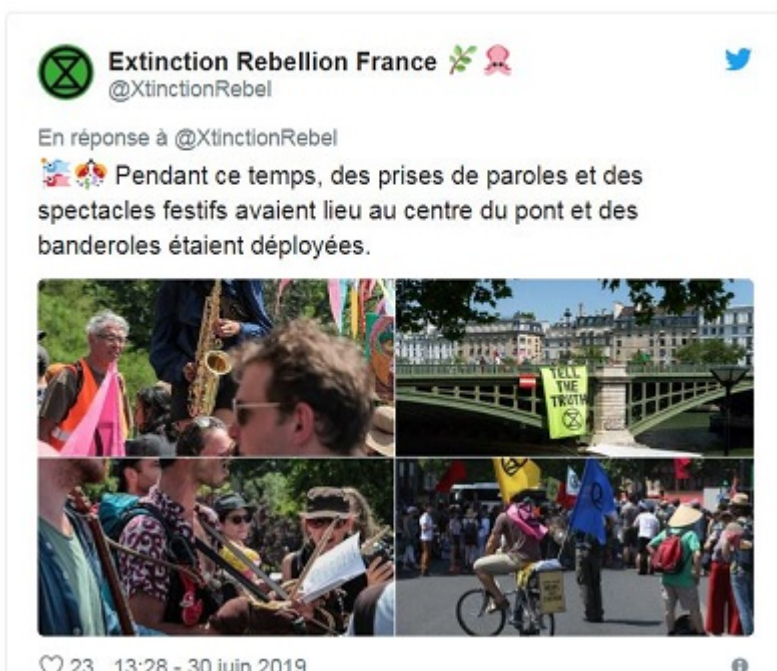 Extinction Rebellion France
@XtinctionRebel
En réponse à @XtinctionRebel
Pendant ce temps, des prises de paroles et des
spectacles festifs avaient lieu au centre du pont et des
banderoles étaient déployées.
TELL
THE
TRUTH
23 13:28 - 30 juin 2019